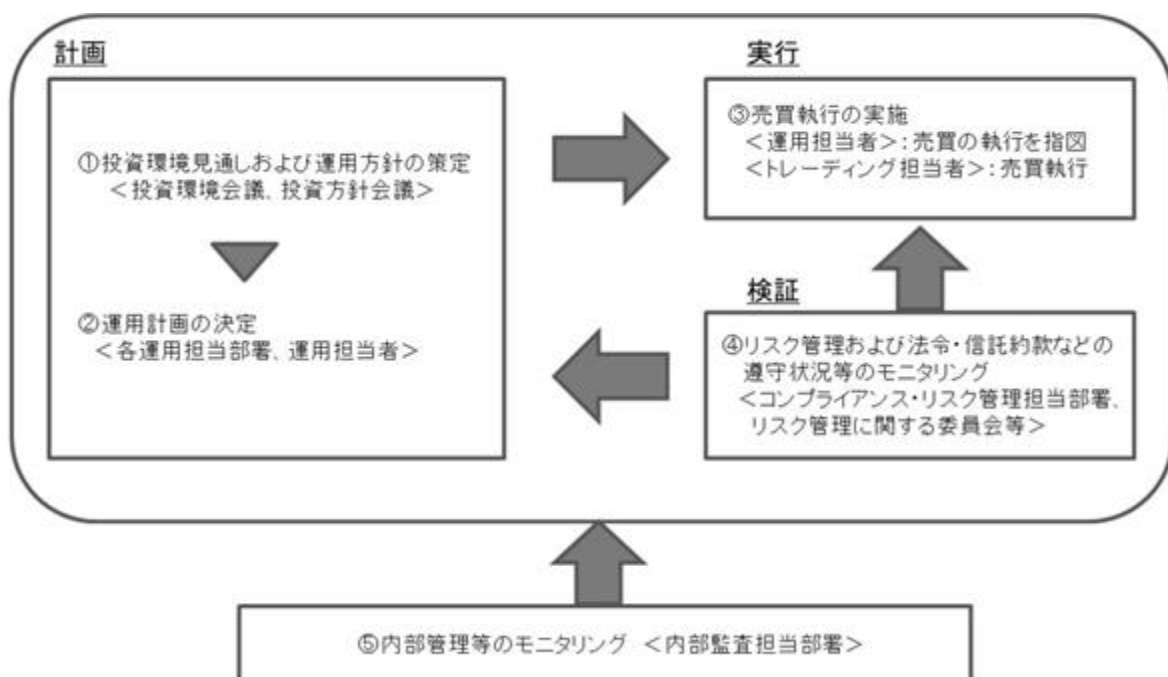 計画
①投資環境見通しおよび運用方針の策定
＜投資環境会議、投資方針会議＞
②運用計画の決定
＜各運用担当部署、運用担当者＞
実行
③売買執行の実施
＜運用担当者＞：売買の執行を指図
＜トレーディング担当者＞：売買執行
検証
④リスク管理および法令・信託約款などの
遵守状況等のモニタリング
＜コンプライアンス・リスク管理担当部署、
リスク管理に関する委員会等＞
⑤内部管理等のモニタリング ＜内部監査担当部署＞